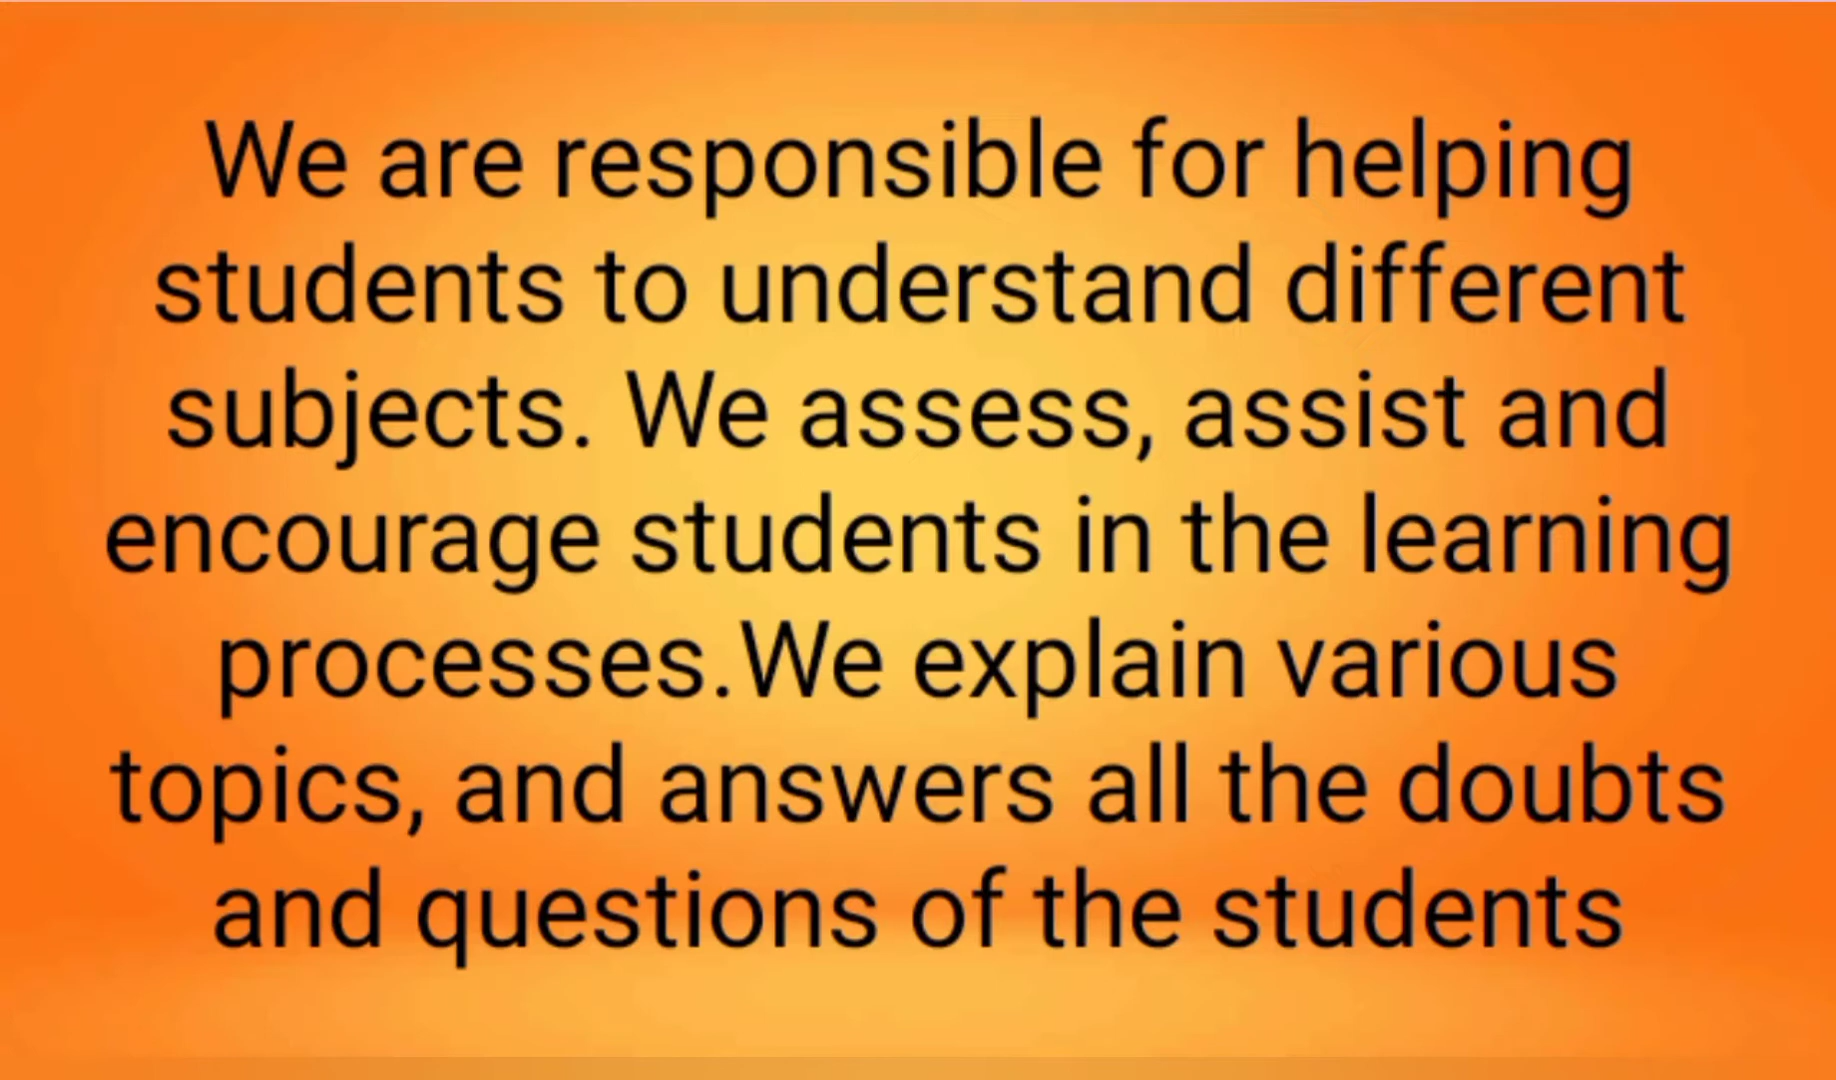 We are responsible for helping
students to understand different
subjects. We assess, assist and
encourage students in the learning
processes.We explain various
topics, and answers all the doubts
and questions of the students